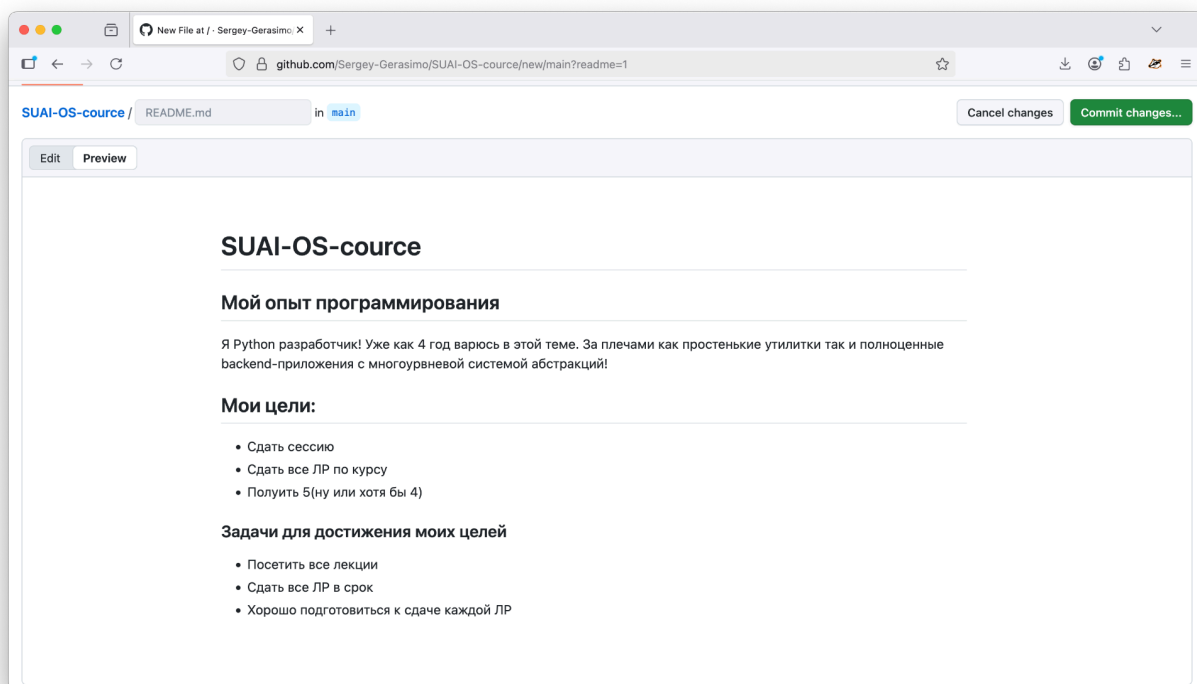 New File at / · Sergey-Gerasimo
github.com/Sergey-Gerasimo/SUAI-OS-cource/new/main?readme=1
SUAI-OS-cource / README.md in main Cancel changes Commit changes...
Edit Preview
SUAI-OS-cource
Мой опыт программирования
Я Python разработчик! Уже как 4 год варюсь в этой теме. За плечами как простенькие утилитки так и полноценные
backend-приложения с многоурвневой системой абстракций!
Мои цели:
• Сдать сессию
• Сдать все ЛР по курсу
• Полуить 5(ну или хотя бы 4)
Задачи для достижения моих целей
• Посетить все лекции
• Сдать все ЛР в срок
• Хорошо подготовиться к сдаче каждой ЛР